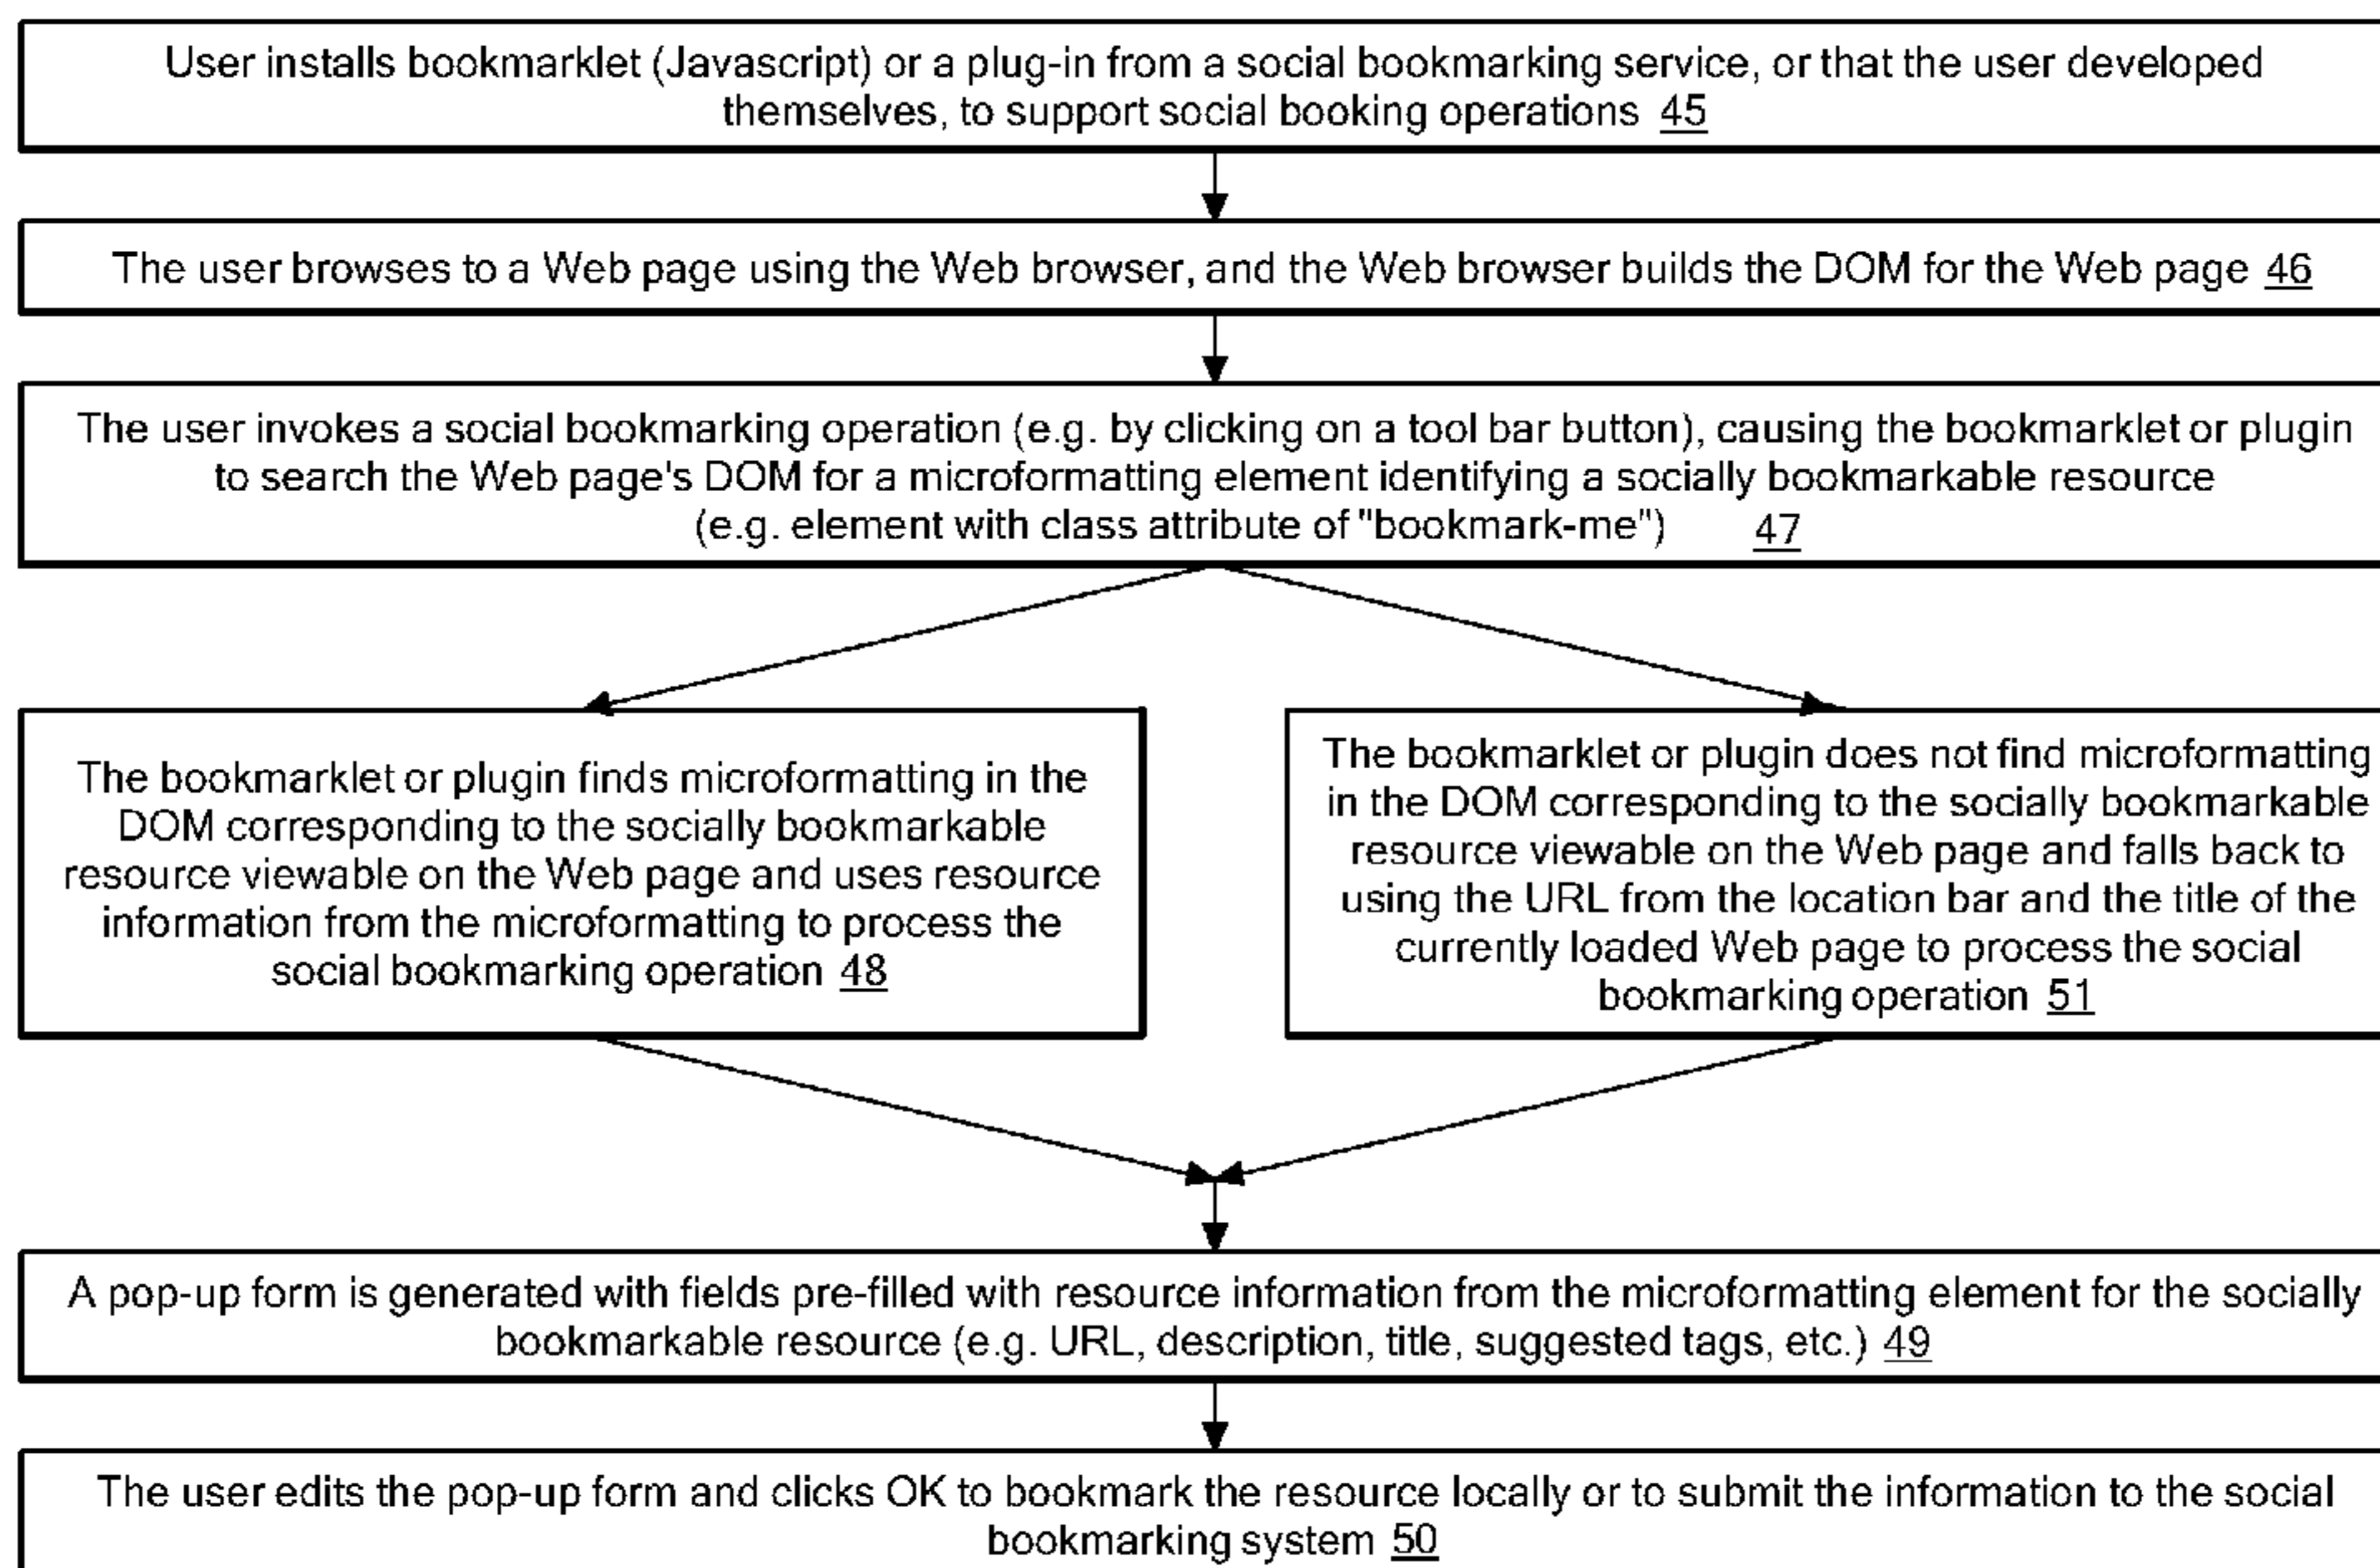 User installs bookmarklet (Javascript) or a plug-in from a social bookmarking service, or that the user developed
themselves, to support social booking operations 45
The user browses to a Web page using the Web browser, and the Web browser builds the DOM for the Web page 46
The user invokes a social bookmarking operation (e.g. by clicking on a tool bar button), causing the bookmarklet or plugin
to search the Web page's DOM for a microformatting element identifying a socially bookmarkable resource
(e.g. element with class attribute of "bookmark-me") 47
The bookmarklet or plugin finds microformatting in the
DOM corresponding to the socially bookmarkable
resource viewable on the Web page and uses resource
information from the microformatting to process the
social bookmarking operation 48
The bookmarklet or plugin does not find microformatting
in the DOM corresponding to the socially bookmarkable
resource viewable on the Web page and falls back to
using the URL from the location bar and the title of the
currently loaded Web page to process the social
bookmarking operation 51
A pop-up form is generated with fields pre-filled with resource information from the microformatting element for the socially
bookmarkable resource (e.g. URL, description, title, suggested tags, etc.) 49
The user edits the pop-up form and clicks OK to bookmark the resource locally or to submit the information to the social
bookmarking system 50